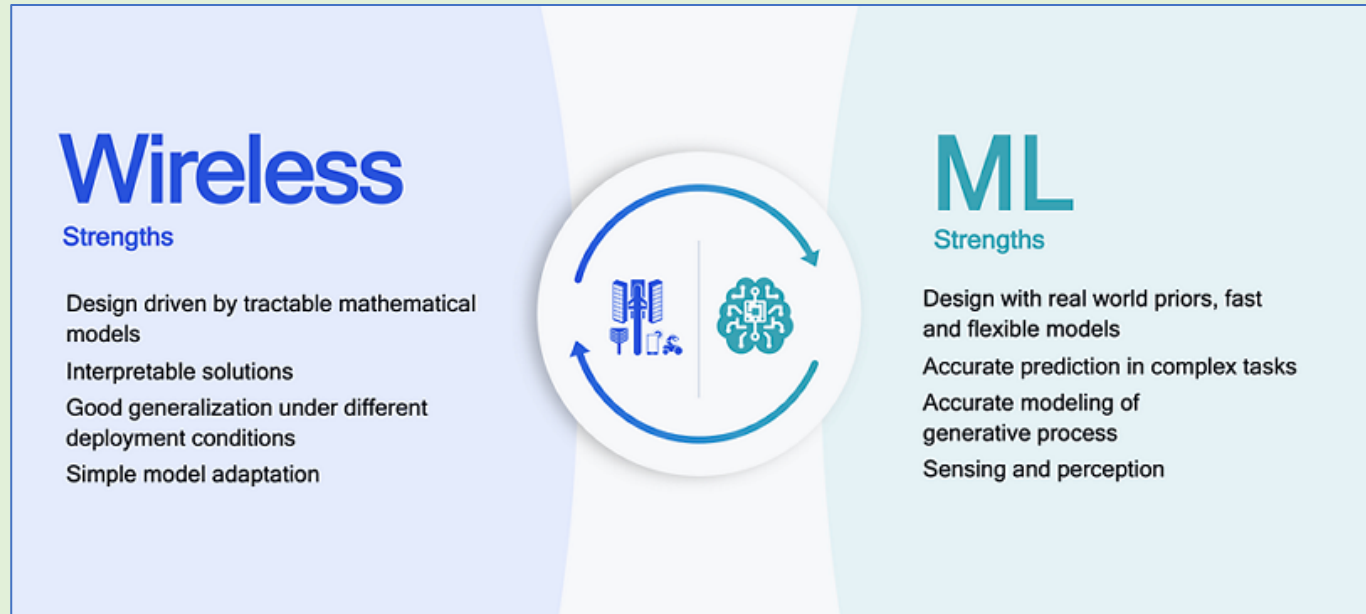 Wireless
Strengths
Design driven by tractable mathematical
models
Interpretable solutions
Good generalization under different
deployment conditions
Simple model adaptation
ML
Strengths
Design with real world priors, fast
and flexible models
Accurate prediction in complex tasks
Accurate modeling of
generative process
Sensing and perception